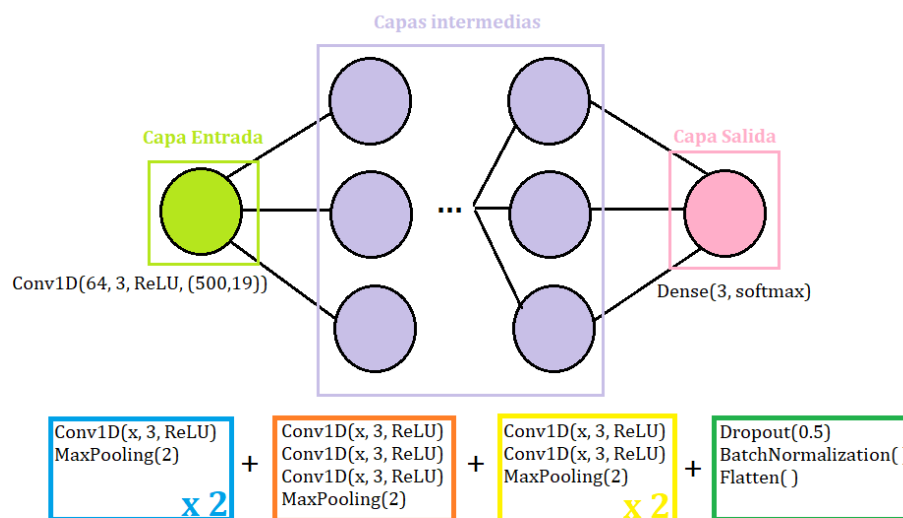 Capas intermedias
Capa Entrada
Capa Salida
...
Conv1D(64, 3, ReLU, (500,19))
Dense(3, softmax)
Conv1D(x, 3, ReLU)
MaxPooling(2)
x 2
+
Conv1D(x, 3, ReLU)
Conv1D(x, 3, ReLU)
Conv1D(x, 3, ReLU)
MaxPooling(2)
+
Conv1D(x, 3, ReLU)
Conv1D(x, 3, ReLU)
MaxPooling(2)
x 2
+
Dropout(0.5)
BatchNormalization( )
Flatten( )